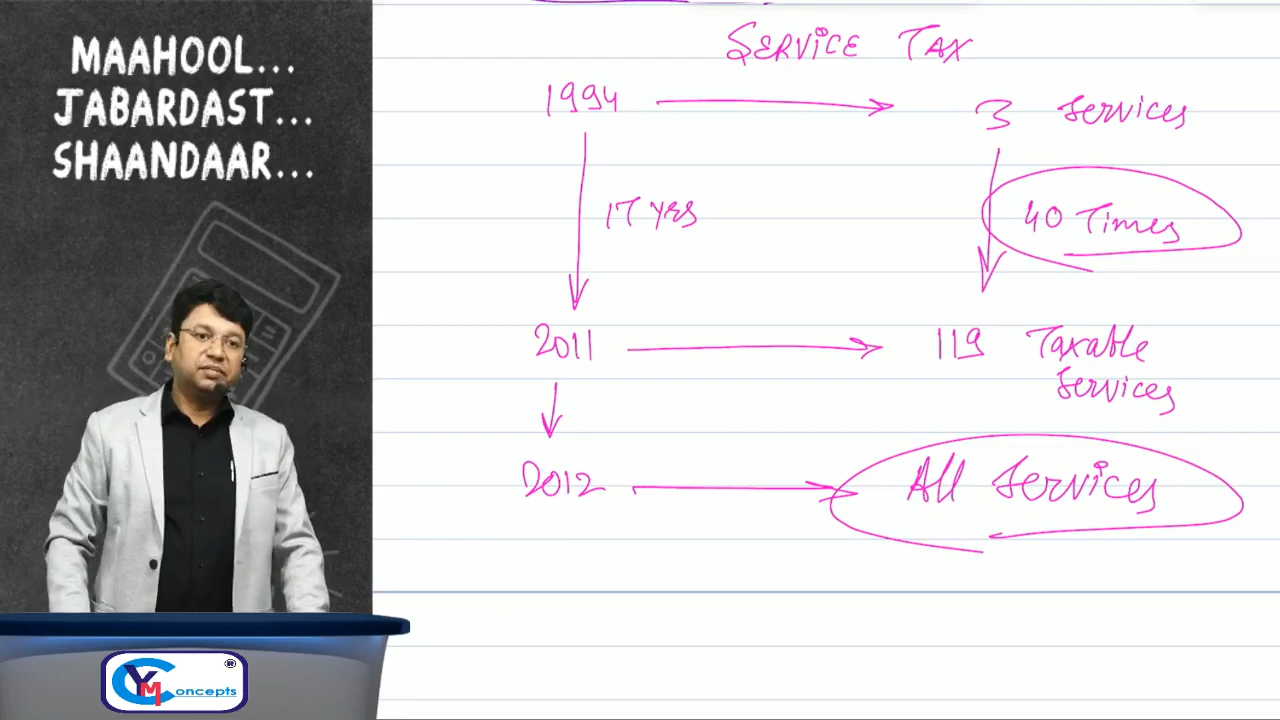 MAAHOOL...
JABARDAST...
SHAANDAAR...
SERVICE TAX
1994 → 3 Services
17 yrs
40 Times
2011 → 119 Taxable
Services
2012 → All Services
CYM Concepts ®